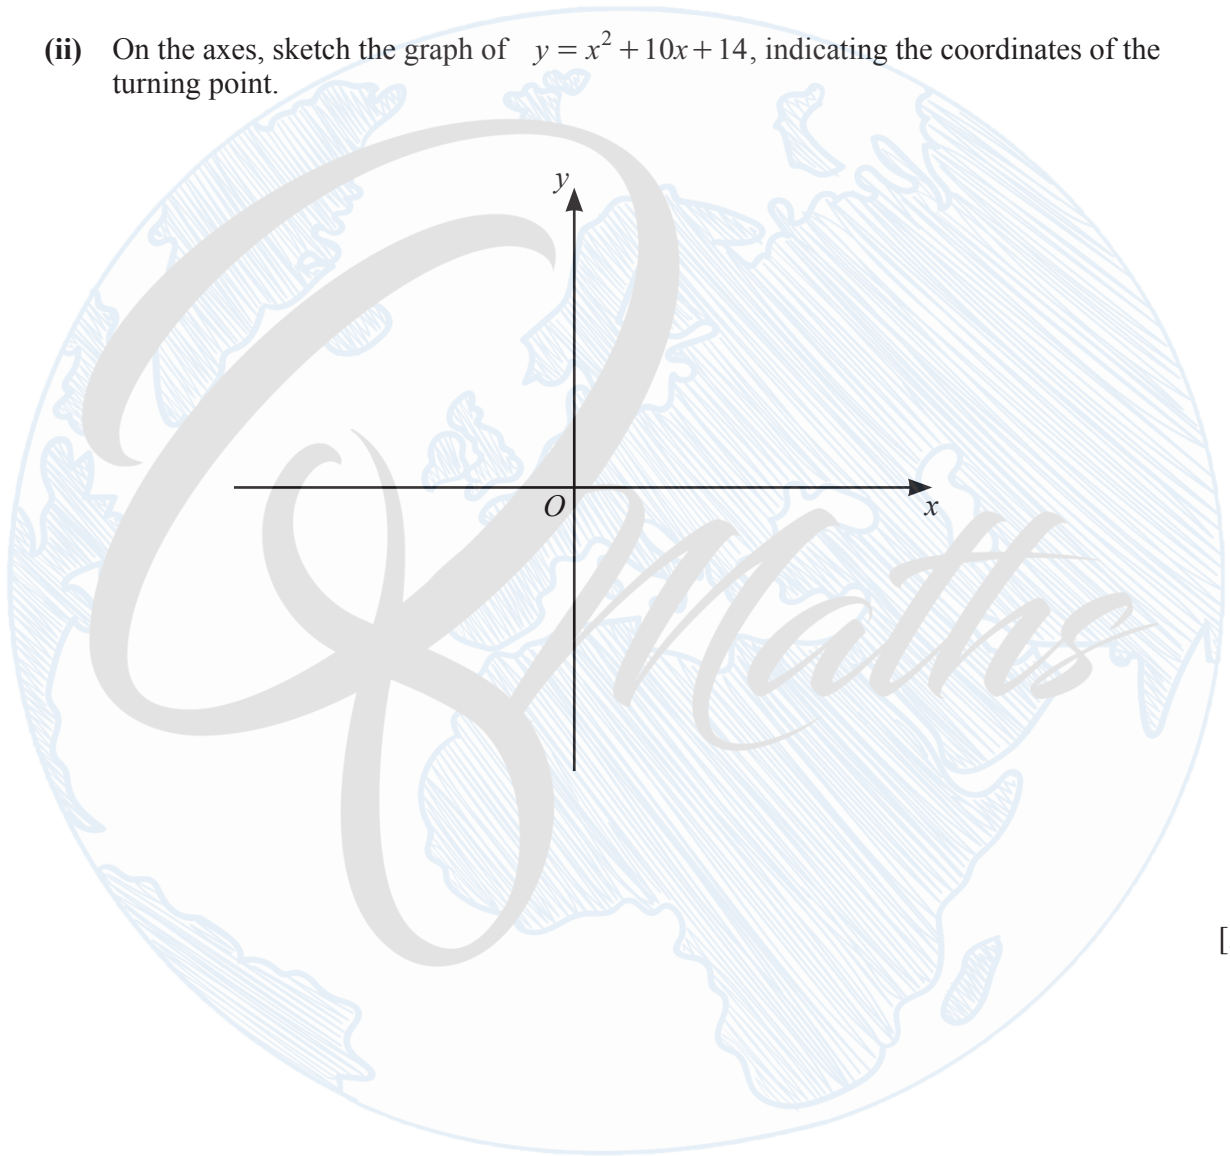 (ii) On the axes, sketch the graph of y = x² + 10x + 14, indicating the coordinates of the
turning point.
y
O
x
Maths
[